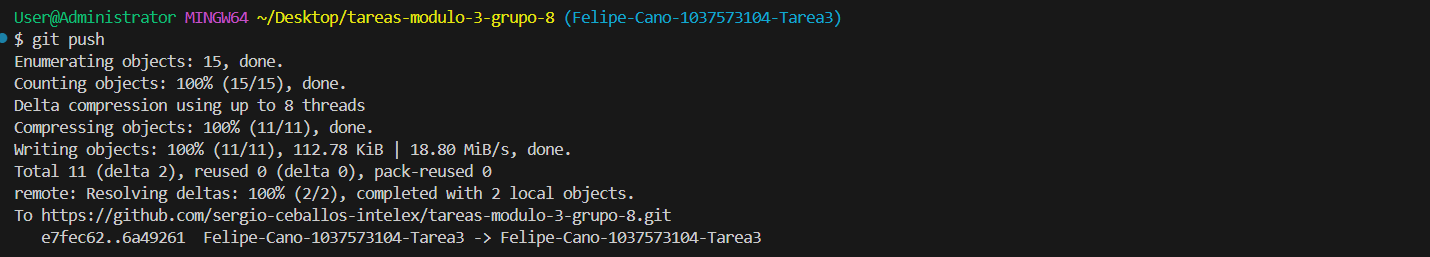 User@Administrator MINGW64 ~/Desktop/tareas-modulo-3-grupo-8 (Felipe-Cano-1037573104-Tarea3)
$ git push
Enumerating objects: 15, done.
Counting objects: 100% (15/15), done.
Delta compression using up to 8 threads
Compressing objects: 100% (11/11), done.
Writing objects: 100% (11/11), 112.78 KiB | 18.80 MiB/s, done.
Total 11 (delta 2), reused 0 (delta 0), pack-reused 0
remote: Resolving deltas: 100% (2/2), completed with 2 local objects.
To https://github.com/sergio-ceballos-intelex/tareas-modulo-3-grupo-8.git
   e7fec62..6a49261  Felipe-Cano-1037573104-Tarea3 -> Felipe-Cano-1037573104-Tarea3